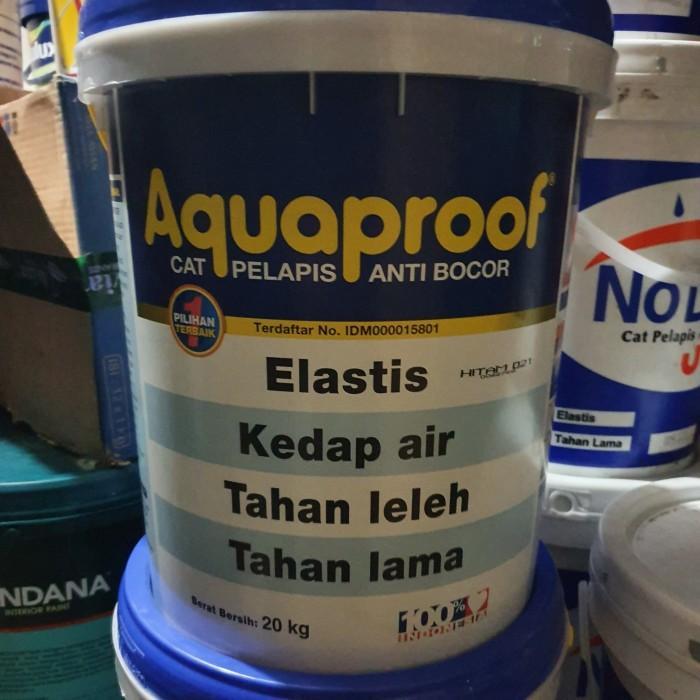 Aquaproof®
CAT PELAPIS ANTI BOCOR
1
PILIHAN
TERBAIK
Terdaftar No. IDM000015801
Elastis
HITAM 021
Kedap air
Tahan leleh
Tahan lama
Berat Bersih: 20 kg
100%
INDONESIA
No
Cat Pelapis
Elastis
Tahan Lama
NDANA
INTERIOR PAINT